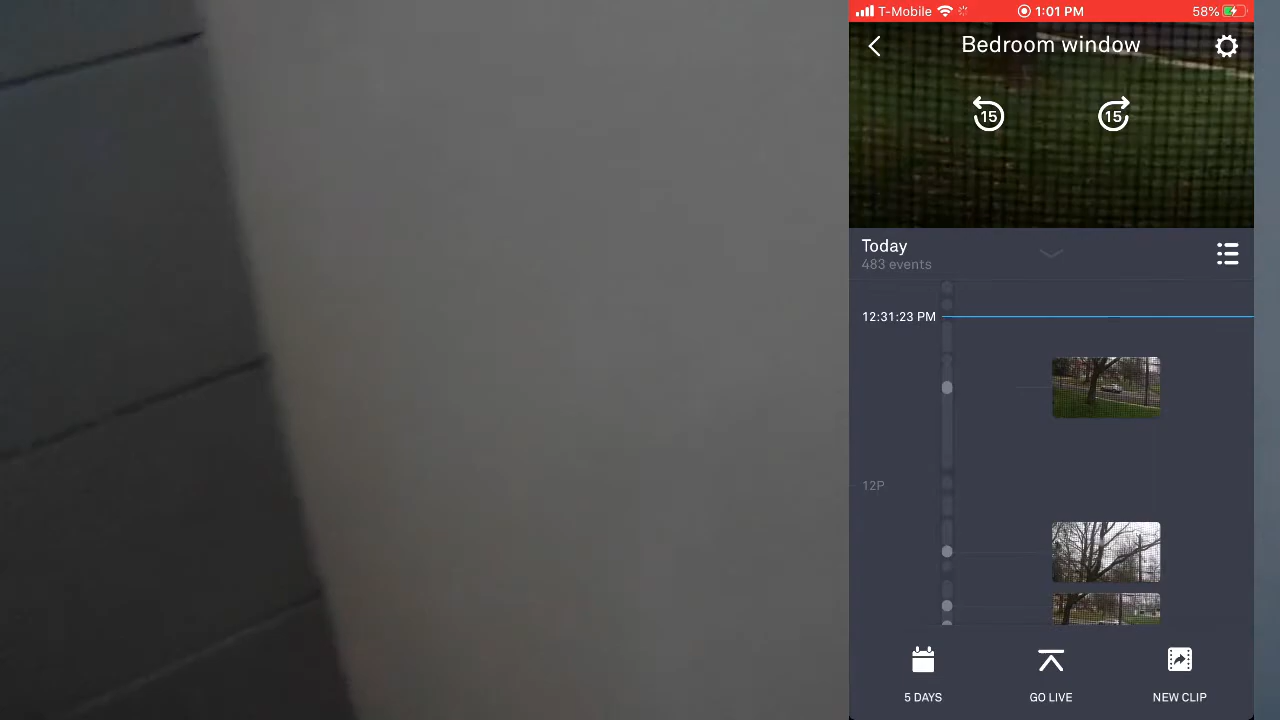 T-Mobile 1:01 PM 58%
Bedroom window
15 15
Today
483 events
12:31:23 PM
12P
5 DAYS GO LIVE NEW CLIP